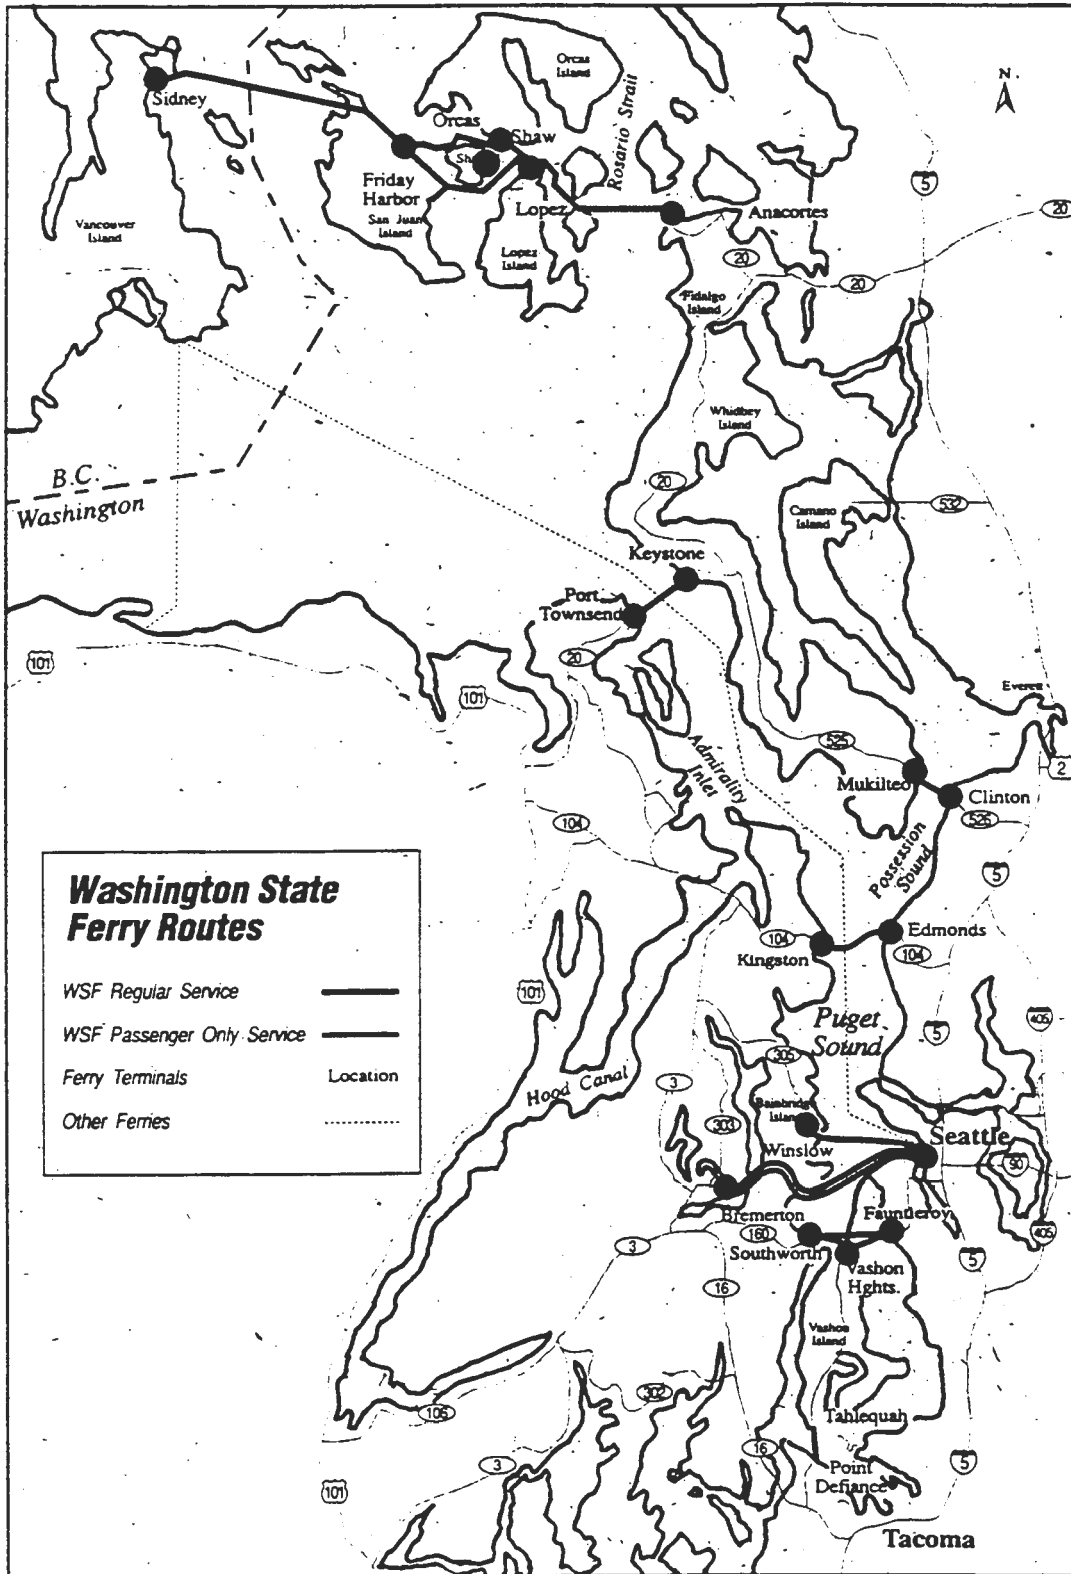 Orcas
Island
N
Sidney
Orcas
Shaw
Sh
Rosario Strait
Friday
Harbor
San Juan
Island
Lopez
Anacortes
5
20
Vancouver
Island
Lopez
Island
20
20
Fidalgo
Island
Whidbey
Island
B.C.
Washington
20
Camano
Island
532
Keystone
Port
Townsend
20
101
101
Everett
Admirality
Inlet
525
2
Mukilteo
Clinton
526
104
Possession
Sound
5
Washington State
Ferry Routes
WSF Regular Service
WSF Passenger Only Service
Ferry Terminals
Location
Other Ferries
104
Kingston
Edmonds
104
101
Puget
Sound
405
5
305
Hood Canal
3
Bainbridge
Island
303
Winslow
Seattle
90
Bremerton
Fauntleroy
160
Southworth
405
3
Vashon
Hghts.
5
16
Vashon
Island
302
106
Tahlequah
16
3
Point
Defiance
5
101
Tacoma